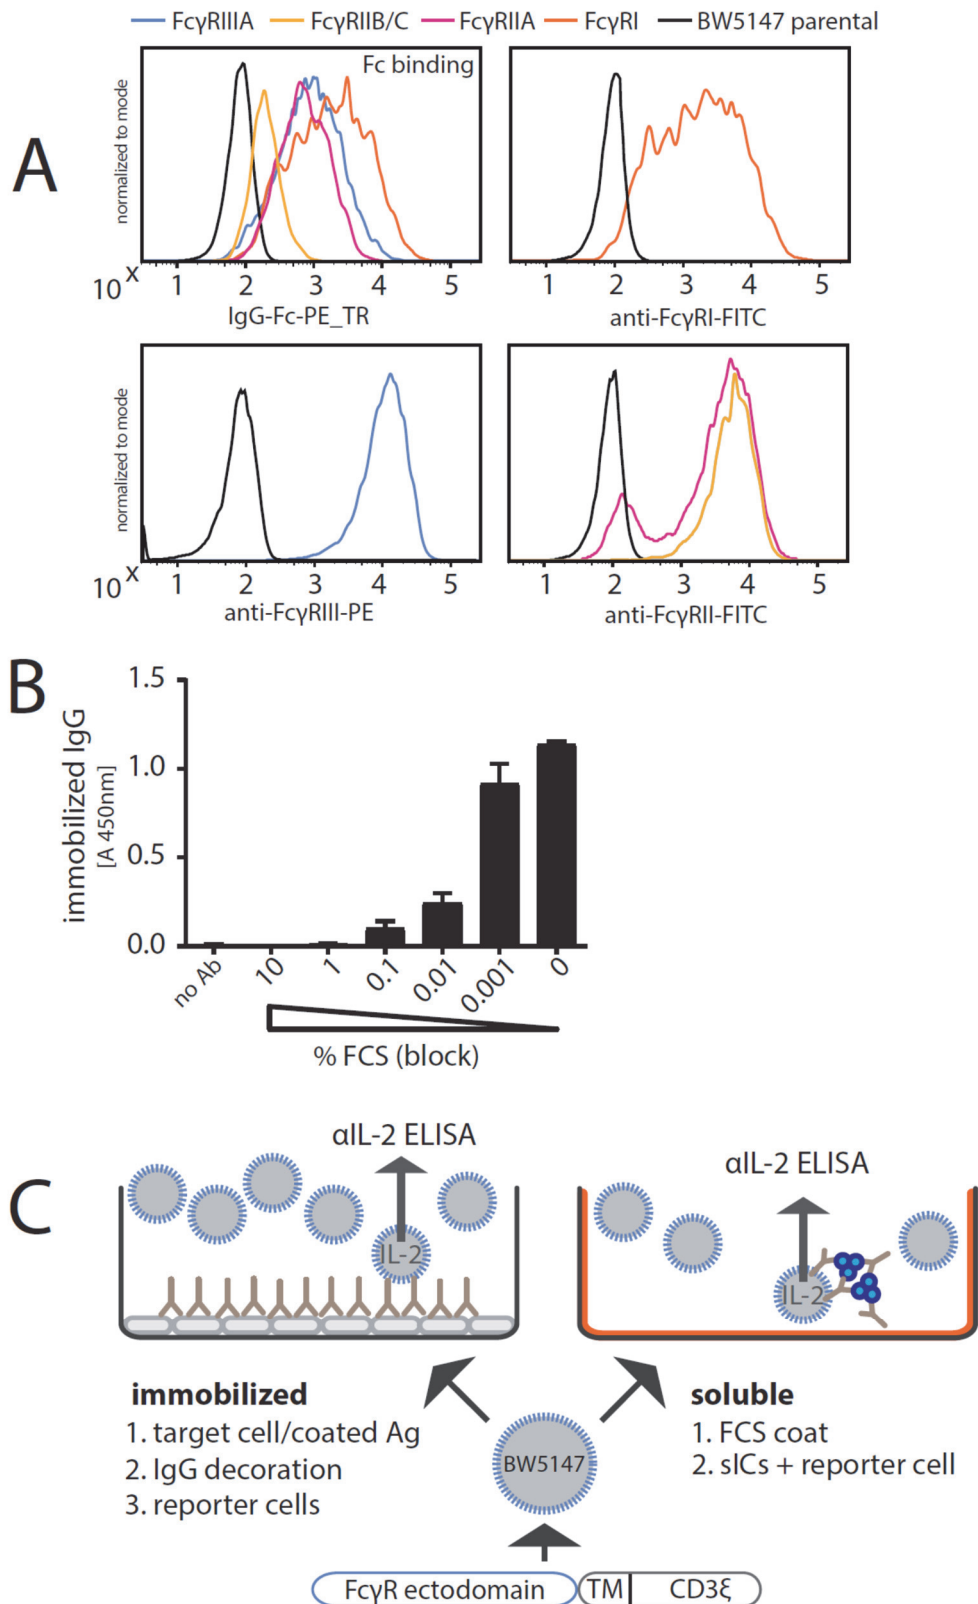 FcγRIIIA FcγRIIB/C FcγRIIA FcγRI BW5147 parental
A
Fc binding
normalized to mode
10^X 1 2 3 4 5
IgG-Fc-PE_TR
1 2 3 4 5
anti-FcγRI-FITC
normalized to mode
10^X 1 2 3 4 5
anti-FcγRIII-PE
1 2 3 4 5
anti-FcγRII-FITC
B
immobilized IgG
[A 450nm]
1.5
1.0
0.5
0.0
no Ab 10 1 0.1 0.01 0.001 0
% FCS (block)
C
αIL-2 ELISA
IL-2
αIL-2 ELISA
IL-2
immobilized
1. target cell/coated Ag
2. IgG decoration
3. reporter cells
soluble
1. FCS coat
2. sICs + reporter cell
BW5147
FcγR ectodomain TM CD3ξ